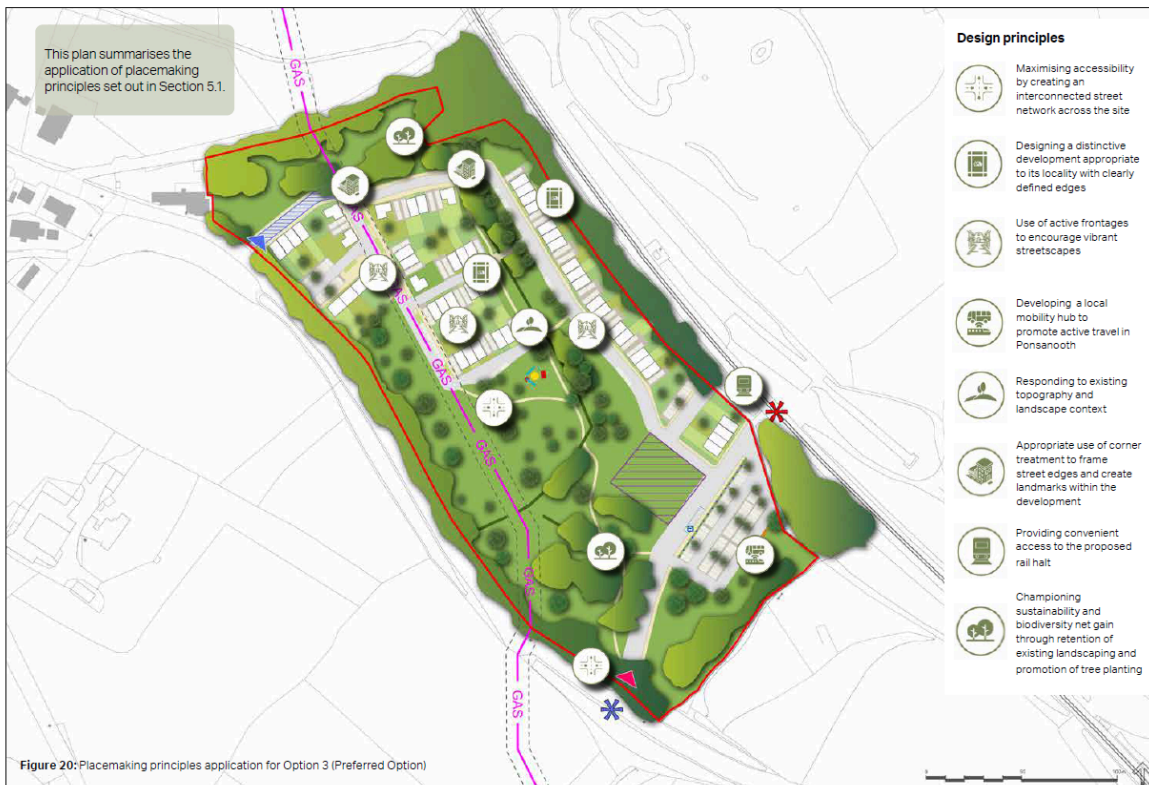 This plan summarises the
application of placemaking
principles set out in Section 5.1.
GAS
GAS
GAS
GAS
GAS
GAS
GAS
GAS
GAS
Design principles
Maximising accessibility
by creating an
interconnected street
network across the site
Designing a distinctive
development appropriate
to its locality with clearly
defined edges
Use of active frontages
to encourage vibrant
streetscapes
Developing a local
mobility hub to
promote active travel in
Ponsanooth
Responding to existing
topography and
landscape context
Appropriate use of corner
treatment to frame
street edges and create
landmarks within the
development
Providing convenient
access to the proposed
rail halt
Championing
sustainability and
biodiversity net gain
through retention of
existing landscaping and
promotion of tree planting
Figure 20: Placemaking principles application for Option 3 (Preferred Option)